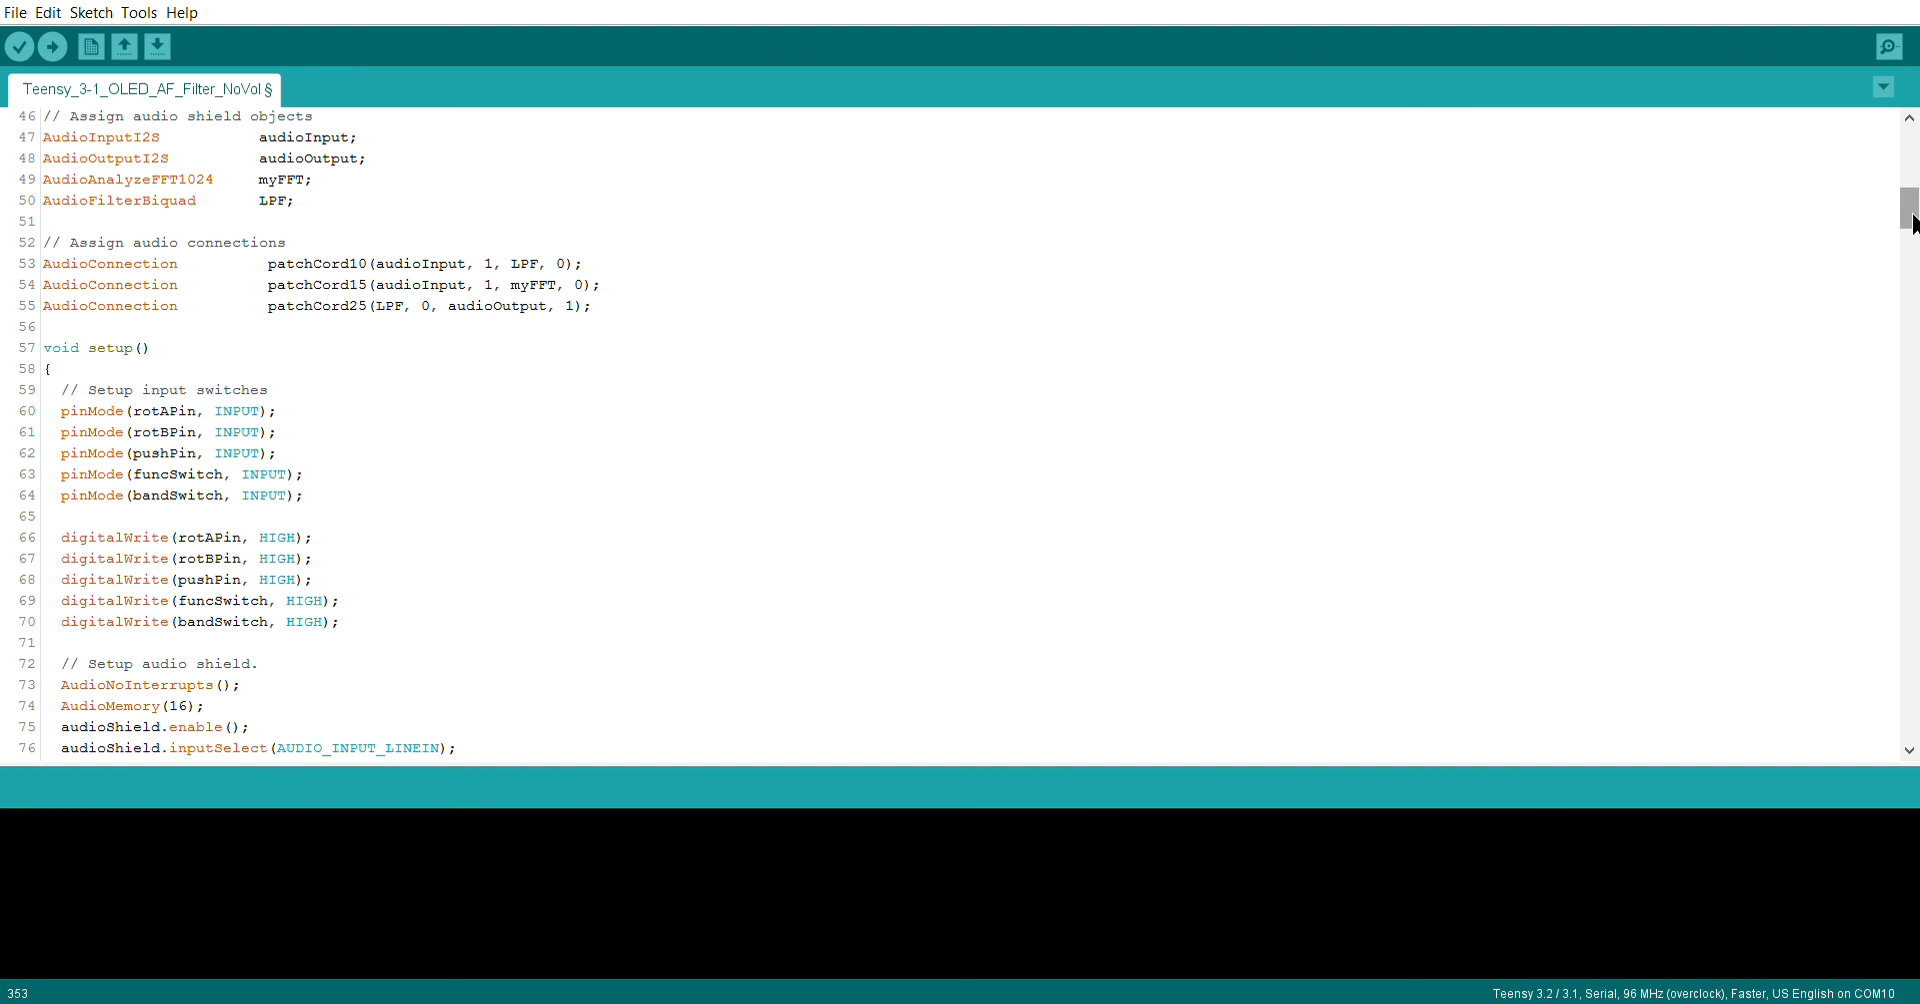 File Edit Sketch Tools Help
Teensy_3-1_OLED_AF_Filter_NoVol §
46 // Assign audio shield objects
47 AudioInputI2S audioInput;
48 AudioOutputI2S audioOutput;
49 AudioAnalyzeFFT1024 myFFT;
50 AudioFilterBiquad LPF;
51
52 // Assign audio connections
53 AudioConnection patchCord10(audioInput, 1, LPF, 0);
54 AudioConnection patchCord15(audioInput, 1, myFFT, 0);
55 AudioConnection patchCord25(LPF, 0, audioOutput, 1);
56
57 void setup()
58 {
59 // Setup input switches
60 pinMode(rotAPin, INPUT);
61 pinMode(rotBPin, INPUT);
62 pinMode(pushPin, INPUT);
63 pinMode(funcSwitch, INPUT);
64 pinMode(bandSwitch, INPUT);
65
66 digitalWrite(rotAPin, HIGH);
67 digitalWrite(rotBPin, HIGH);
68 digitalWrite(pushPin, HIGH);
69 digitalWrite(funcSwitch, HIGH);
70 digitalWrite(bandSwitch, HIGH);
71
72 // Setup audio shield.
73 AudioNoInterrupts();
74 AudioMemory(16);
75 audioShield.enable();
76 audioShield.inputSelect(AUDIO_INPUT_LINEIN);
353 Teensy 3.2 / 3.1, Serial, 96 MHz (overclock), Faster, US English on COM10